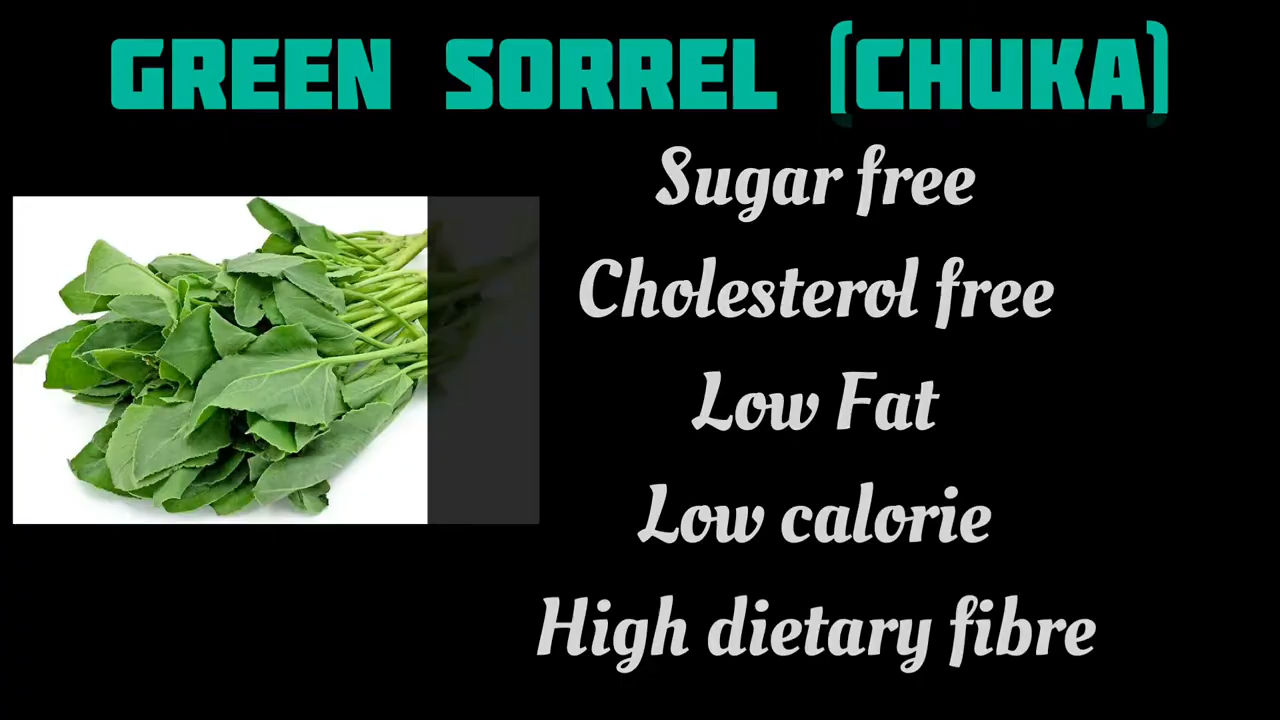 GREEN SORREL (CHUKA)
Sugar free
Cholesterol free
Low Fat
Low calorie
High dietary fibre